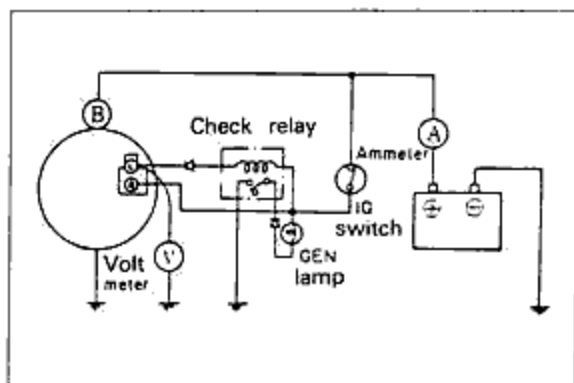 B
Check relay
A
Ammeter
IG
switch
Volt
meter
V
GEN
lamp